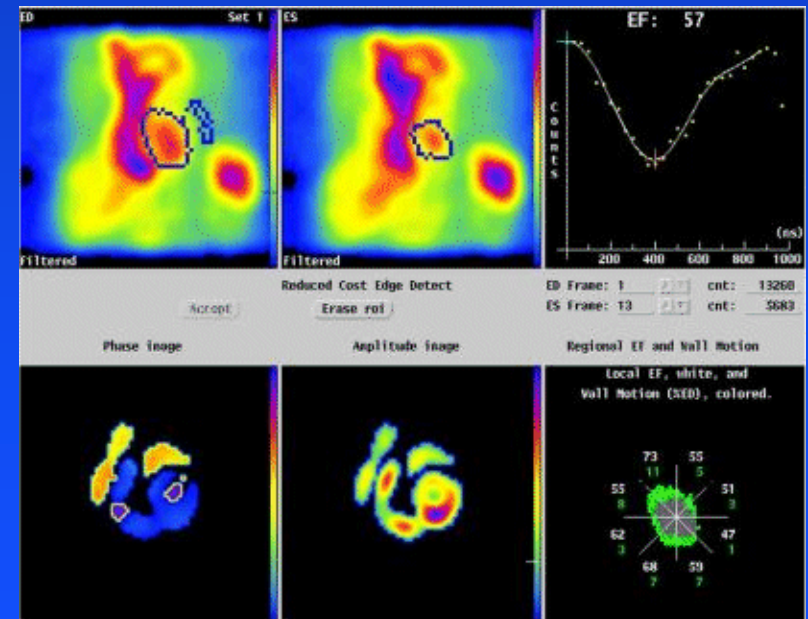 ED Set 1
ES
EF: 57
Counts
(ms)
200 400 600 800 1000
Filtered
Filtered
Reduced Cost Edge Detect
Accept
Erase roi
ED Frame: 1 cnt: 13260
ES Frame: 13 cnt: 5683
Phase image
Amplitude image
Regional EF and Wall Motion
Local EF, white, and
Wall Motion (%ED), colored.
73 55
11 5
55 51
8 3
62 47
3 1
68 59
7 7